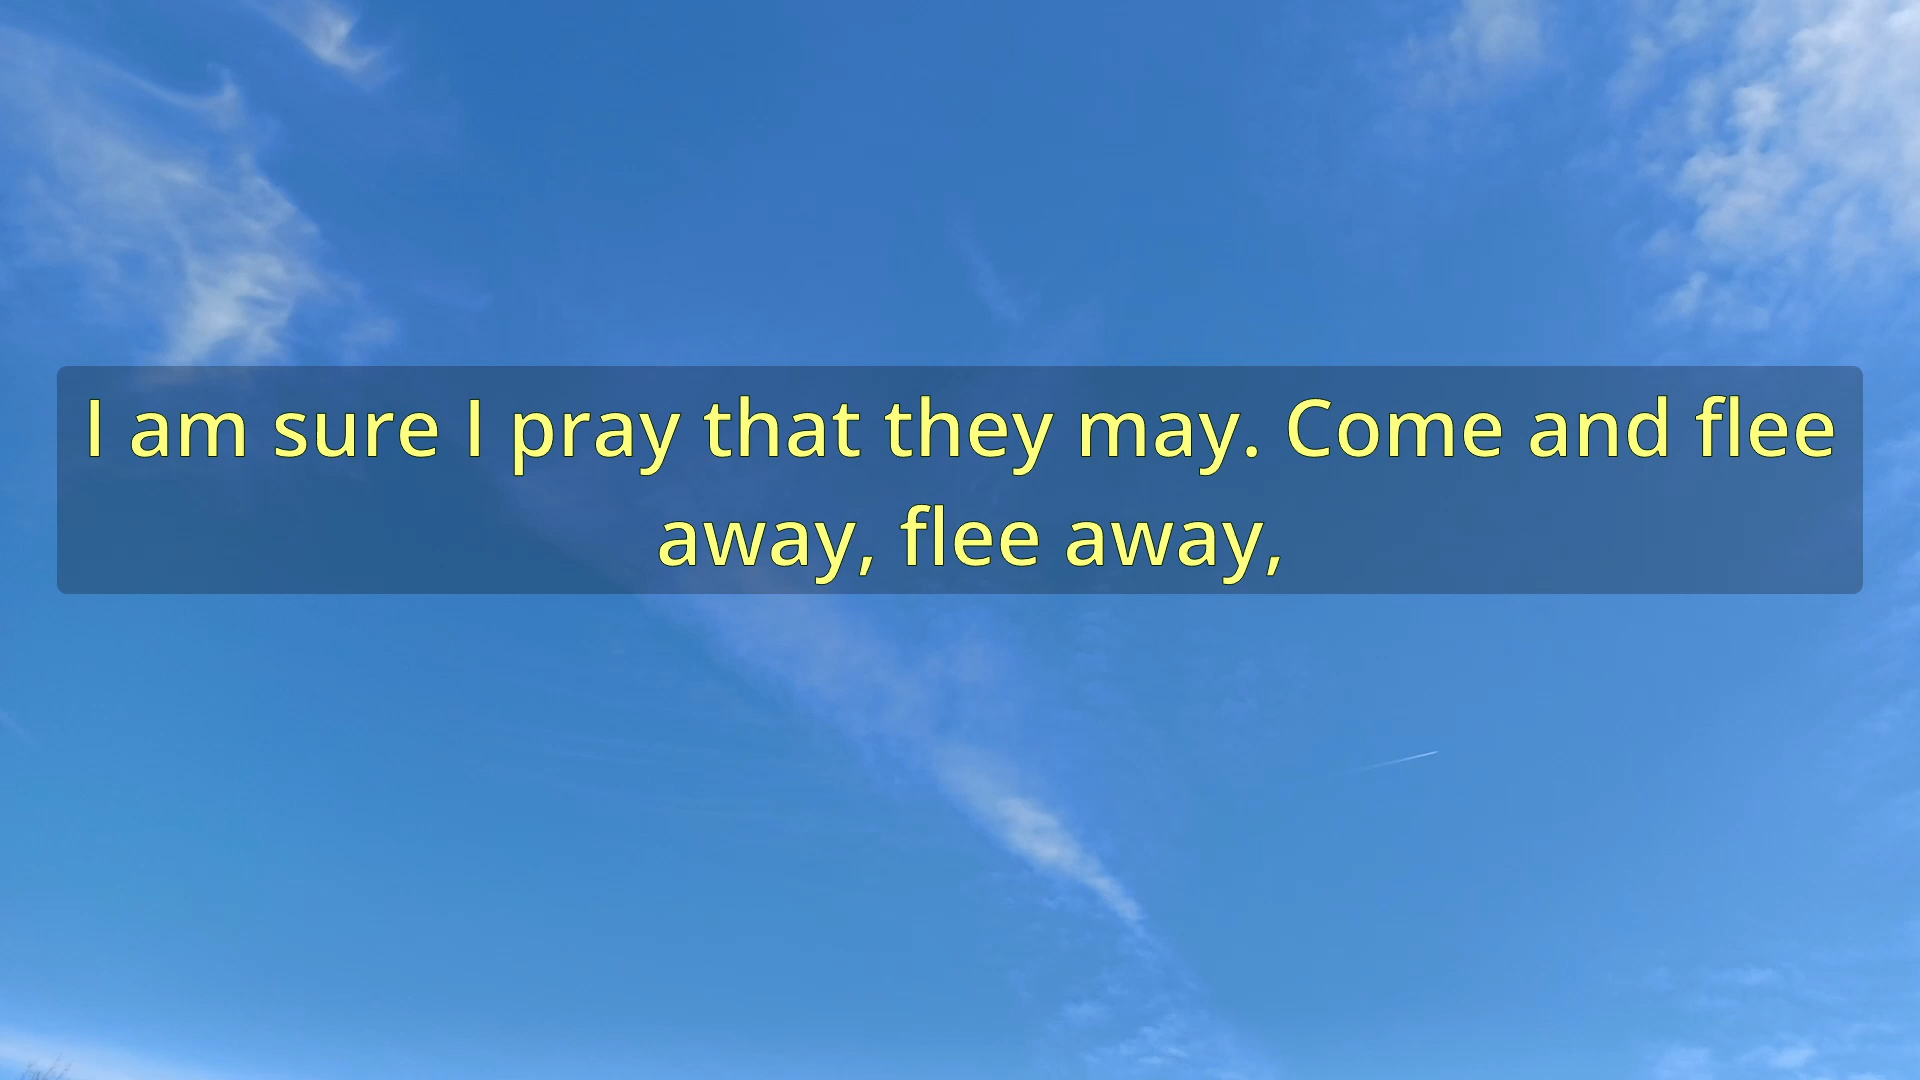 I am sure I pray that they may. Come and flee
away, flee away,